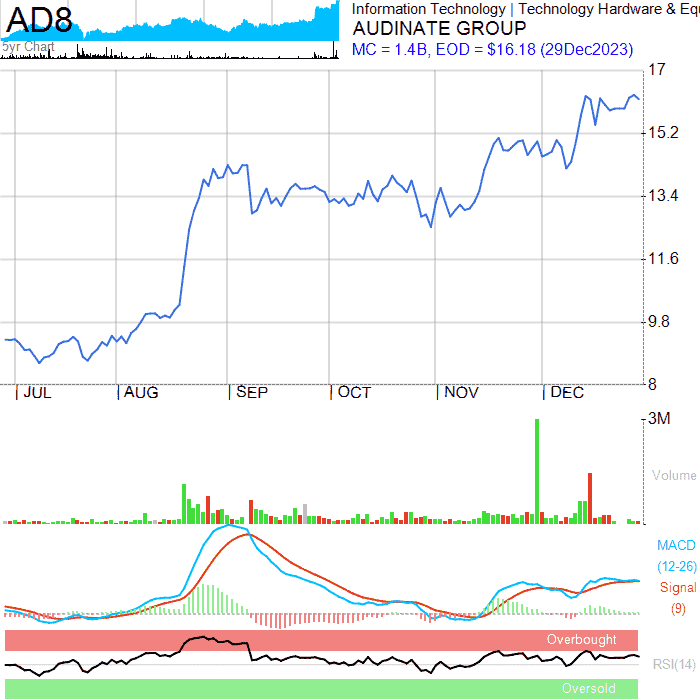 AD8
5yr Chart
Information Technology | Technology Hardware & Equ
AUDINATE GROUP
MC = 1.4B, EOD = $16.18 (29Dec2023)
17
15.2
13.4
11.6
9.8
8
| JUL | AUG | SEP | OCT | NOV | DEC
3M
Volume
MACD
(12-26)
Signal
(9)
Overbought
RSI(14)
Oversold